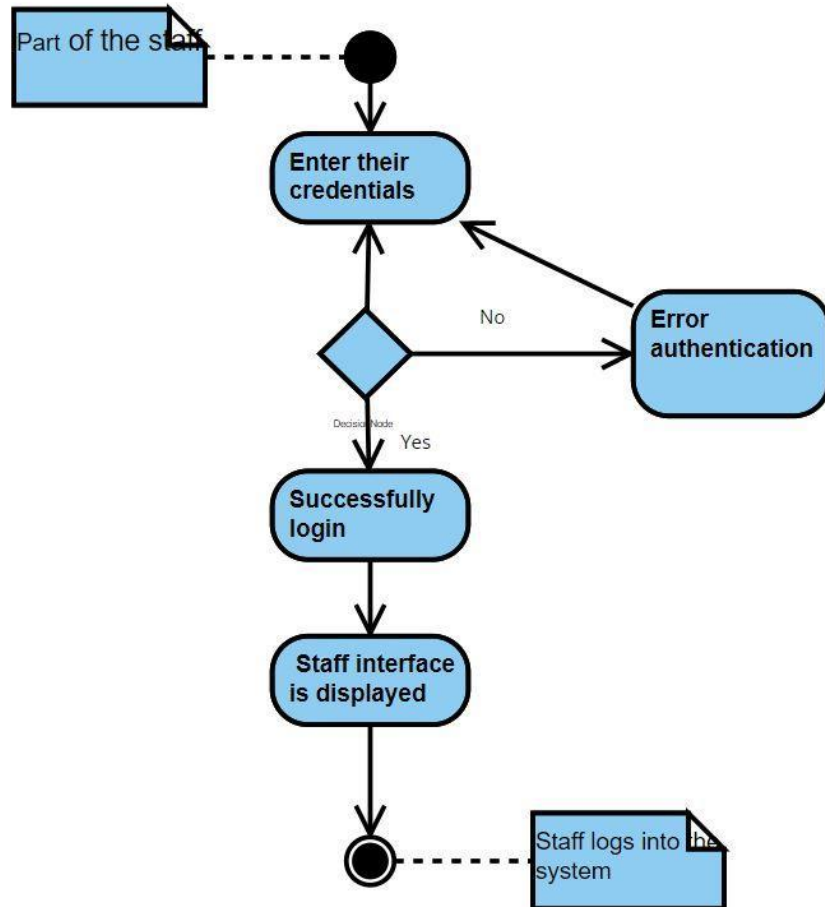 Part of the staff
Enter their
credentials
No
Error
authentication
Decision Node
Yes
Successfully
login
Staff interface
is displayed
Staff logs into the
system